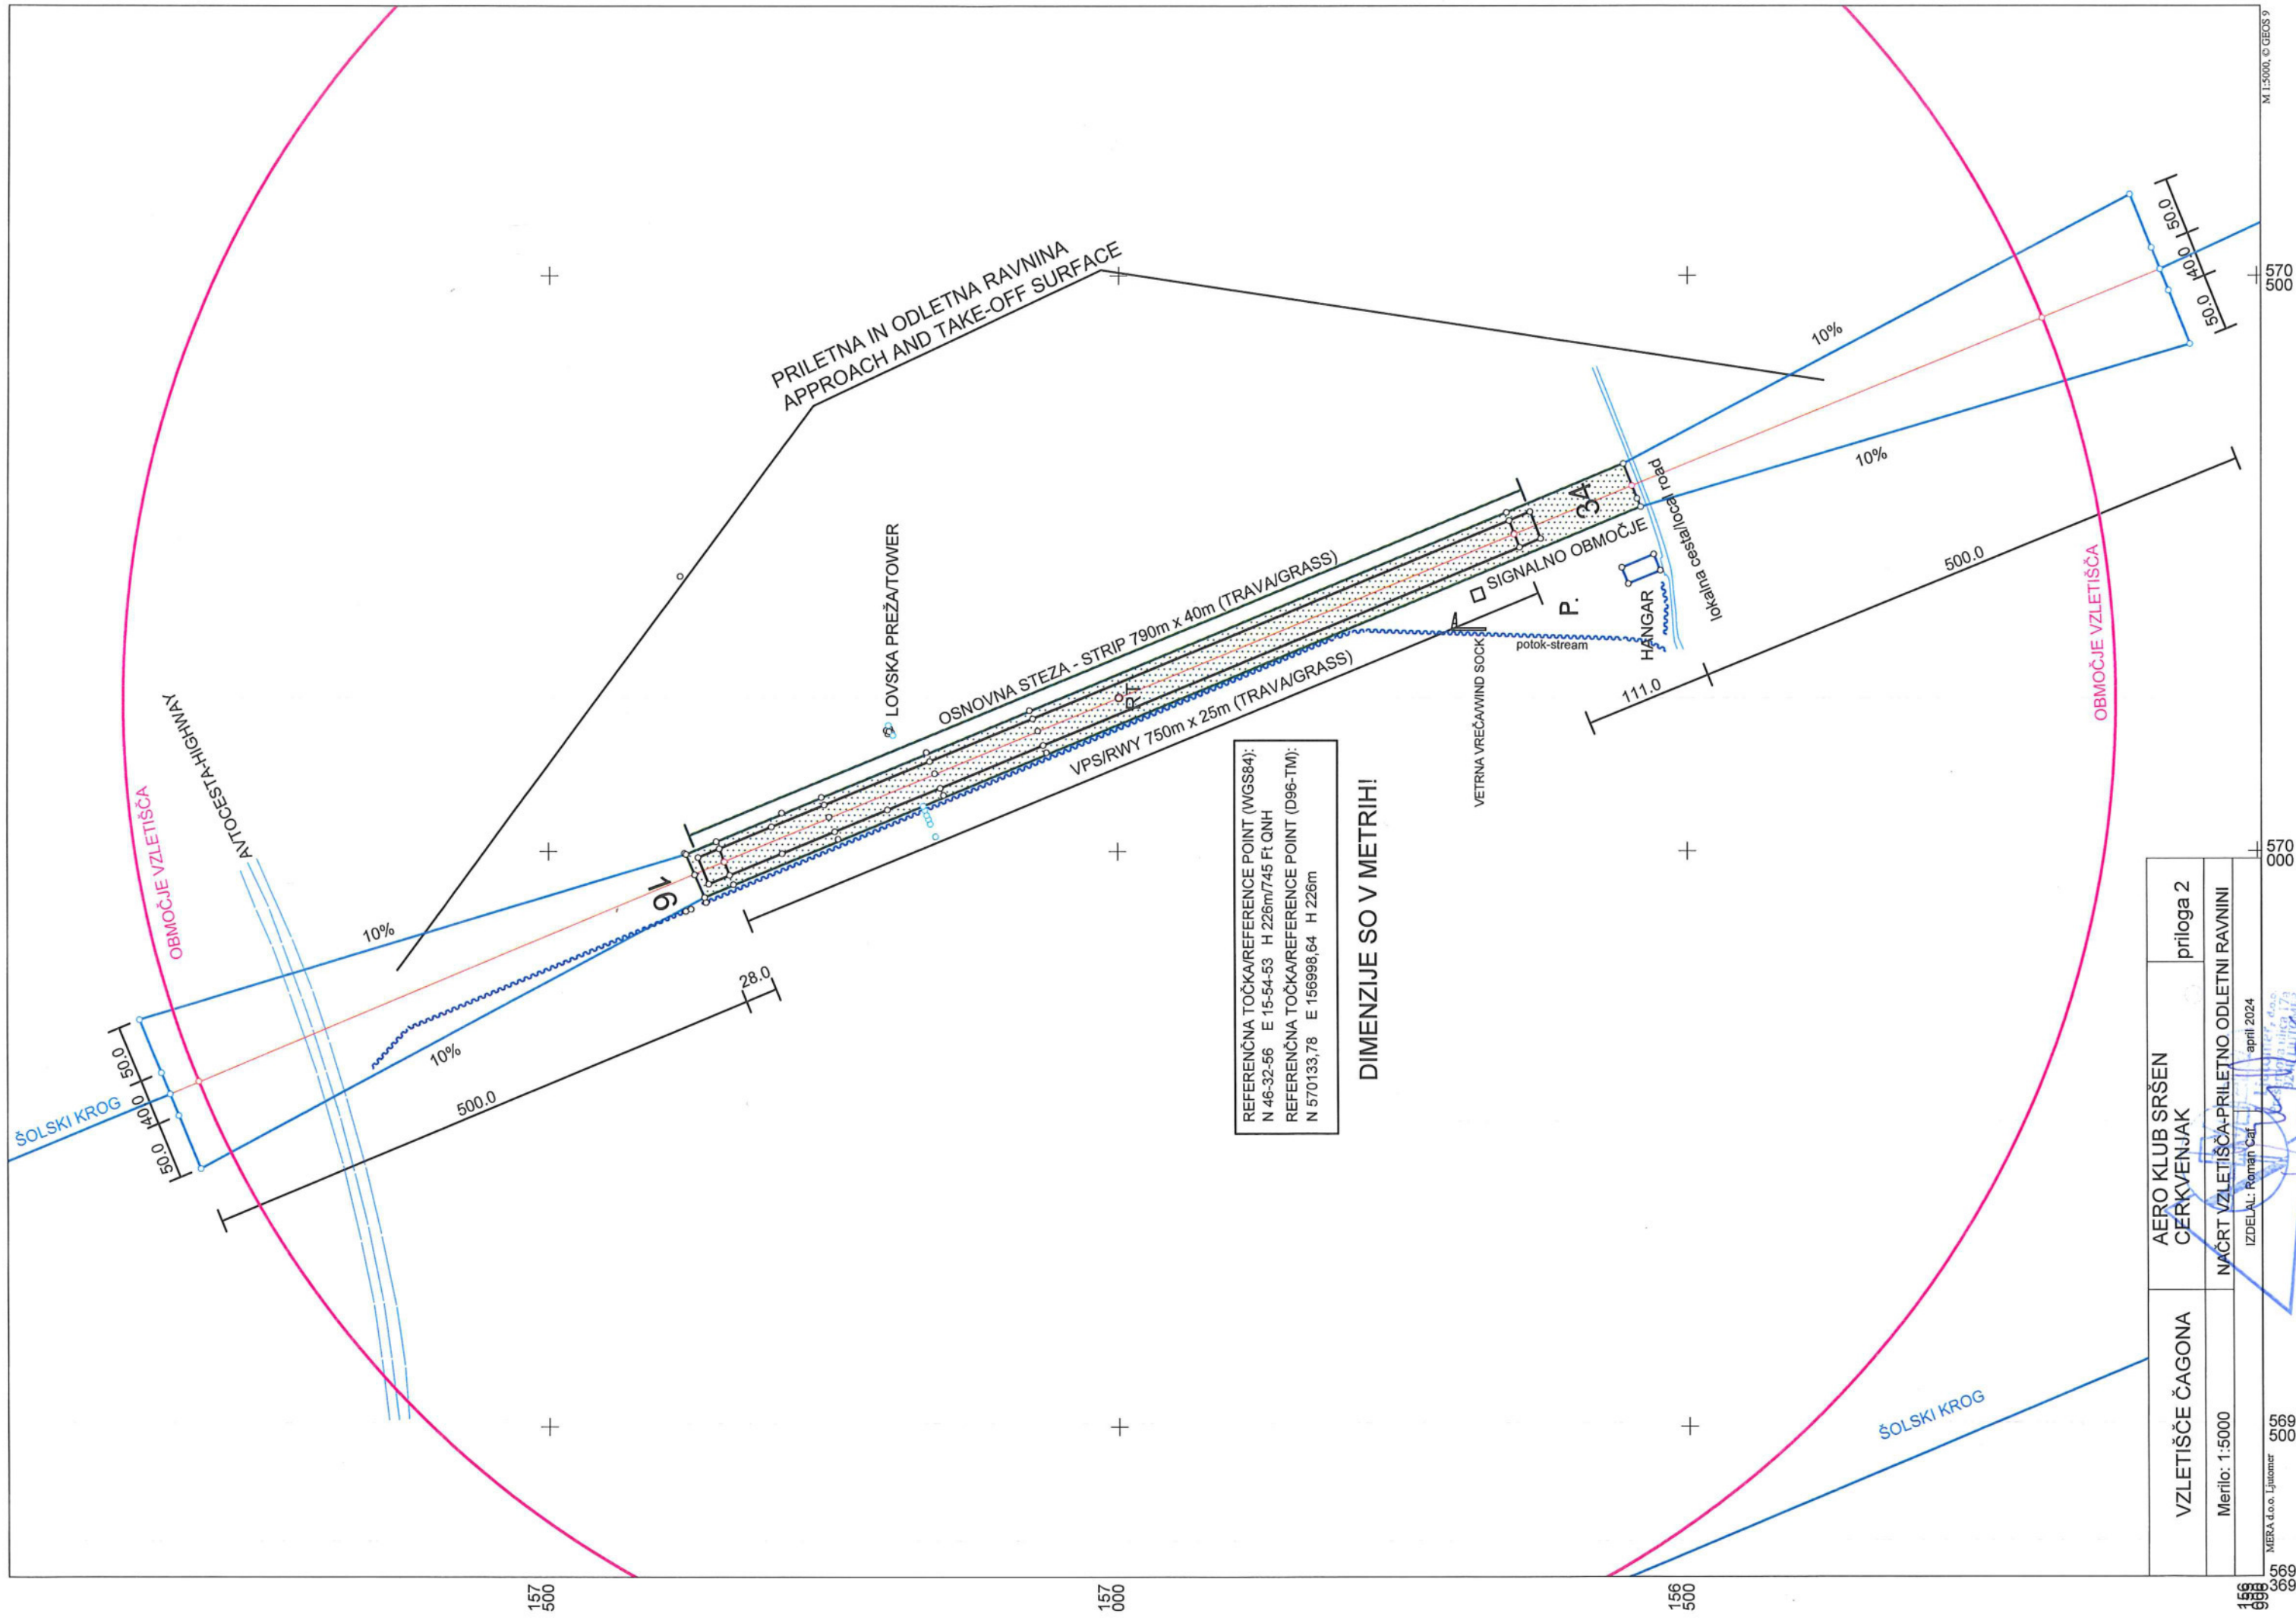 M 1:5000, © GEOS 9
OBMOČJE VZLETIŠČA
AVTOCESTA-HIGHWAY
ŠOLSKI KROG
50.0
40.0
50.0
10%
10%
500.0
28.0
16
PRILETNA IN ODLETNA RAVNINA
APPROACH AND TAKE-OFF SURFACE
LOVSKA PREŽA/TOWER
OSNOVNA STEZA - STRIP 790m x 40m (TRAVA/GRASS)
RT
VPS/RWY 750m x 25m (TRAVA/GRASS)
REFERENČNA TOČKA/REFERENCE POINT (WGS84):
N 46-32-56 E 15-54-53 H 226m/745 Ft QNH
REFERENČNA TOČKA/REFERENCE POINT (D96-TM):
N 570133,78 E 156998,64 H 226m
DIMENZIJE SO V METRIH!
VETRNA VREČA/WIND SOCK
SIGNALNO OBMOČJE
potok-stream
P.
34
HANGAR
lokalna cesta/local road
111.0
500.0
10%
10%
50.0
40.0
50.0
OBMOČJE VZLETIŠČA
ŠOLSKI KROG
157
500
157
000
156
500
570
500
570
000
569
500
569
369
VZLETIŠČE ČAGONA
AERO KLUB SRŠEN
CERKVENJAK
priloga 2
Merilo: 1:5000
NAČRT VZLETIŠČA-PRILETNO ODLETNI RAVNINI
IZDELAL: Roman Caf
april 2024
MERA d.o.o. Ljutomer